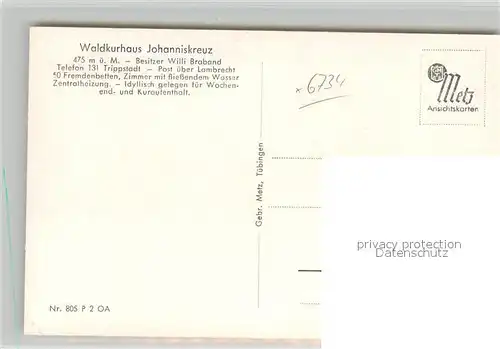 Waldkurhaus Johanniskreuz
475 m ü. M. – Besitzer Willi Braband
Telefon 131 Trippstadt – Post über Lambrecht
40 Fremdenbetten, Zimmer mit fließendem Wasser
Zentralheizung. – Idyllisch gelegen für Wochen-
end- und Kuraufenthalt.
x 6734
Metz
Ansichtskarten
Gebr. Metz, Tübingen
privacy protection
Datenschutz
Nr. 805 P 2 OA